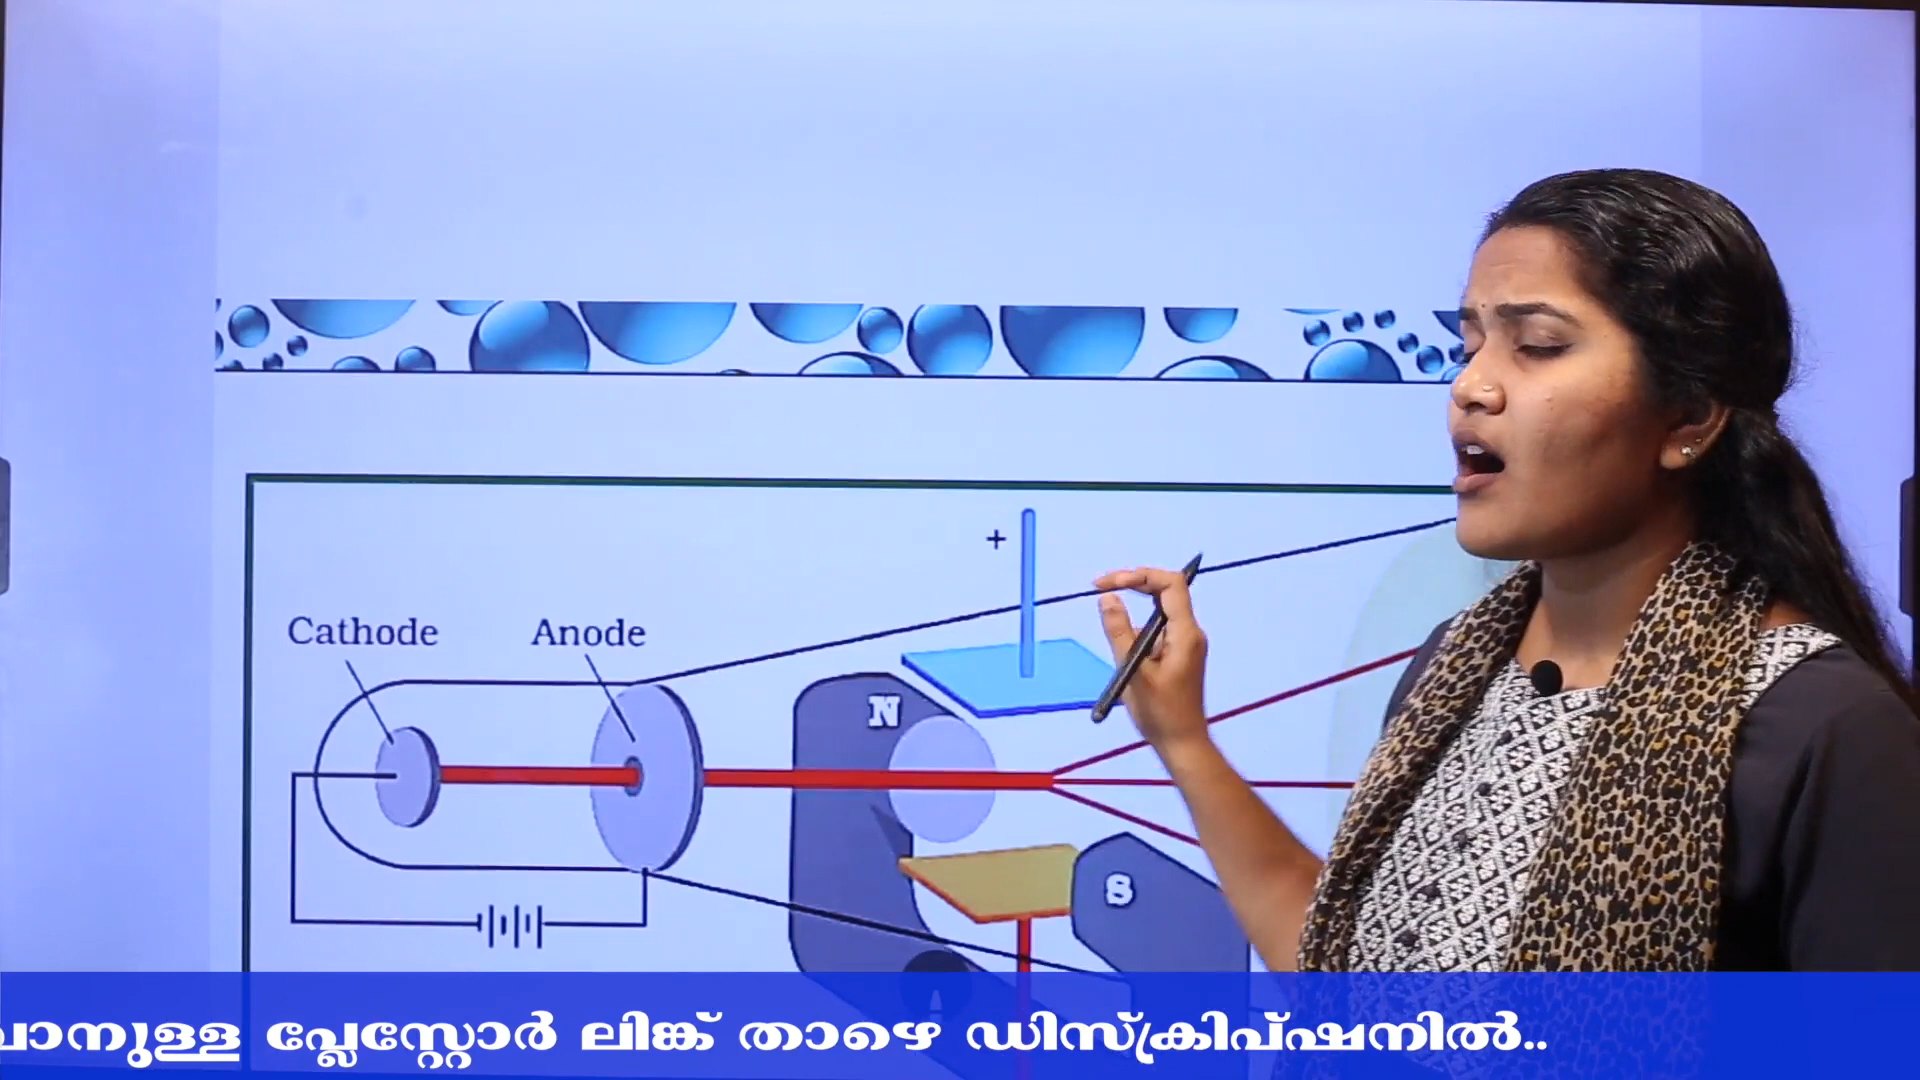 +
Cathode
Anode
N
S
പ്ലേസ്റ്റോർ ലിങ്ക് താഴെ ഡിസ്ക്രിപ്ഷനിൽ..